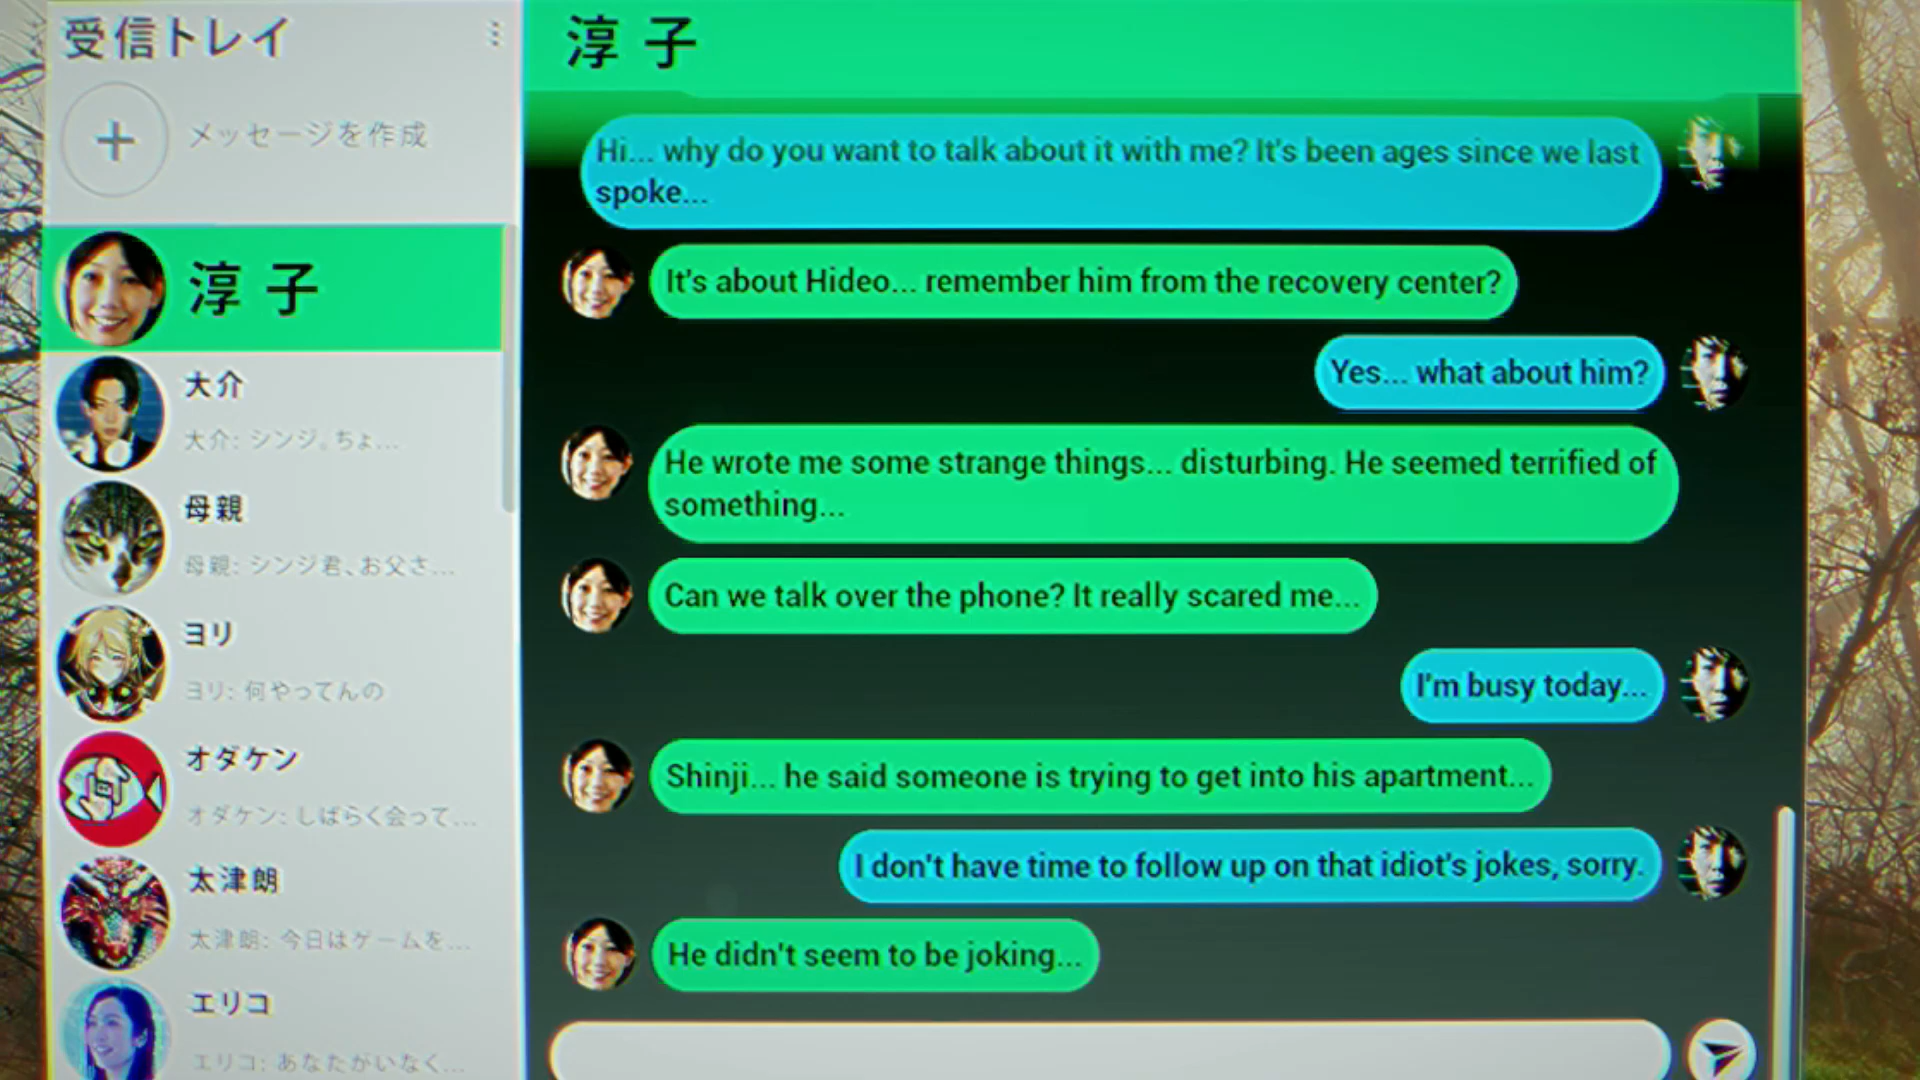 受信トレイ
メッセージを作成
淳子
大介
大介: シンジ。ちょ...
母親
母親: シンジ君、お父さ...
ヨリ
ヨリ: 何やってんの
オダケン
オダケン: しばらく会って...
太津朗
太津朗: 今日はゲームを...
エリコ
エリコ: あなたがいなく...
淳子
Hi... why do you want to talk about it with me? It's been ages since we last
spoke...
It's about Hideo... remember him from the recovery center?
Yes... what about him?
He wrote me some strange things... disturbing. He seemed terrified of
something...
Can we talk over the phone? It really scared me...
I'm busy today...
Shinji... he said someone is trying to get into his apartment...
I don't have time to follow up on that idiot's jokes, sorry.
He didn't seem to be joking...